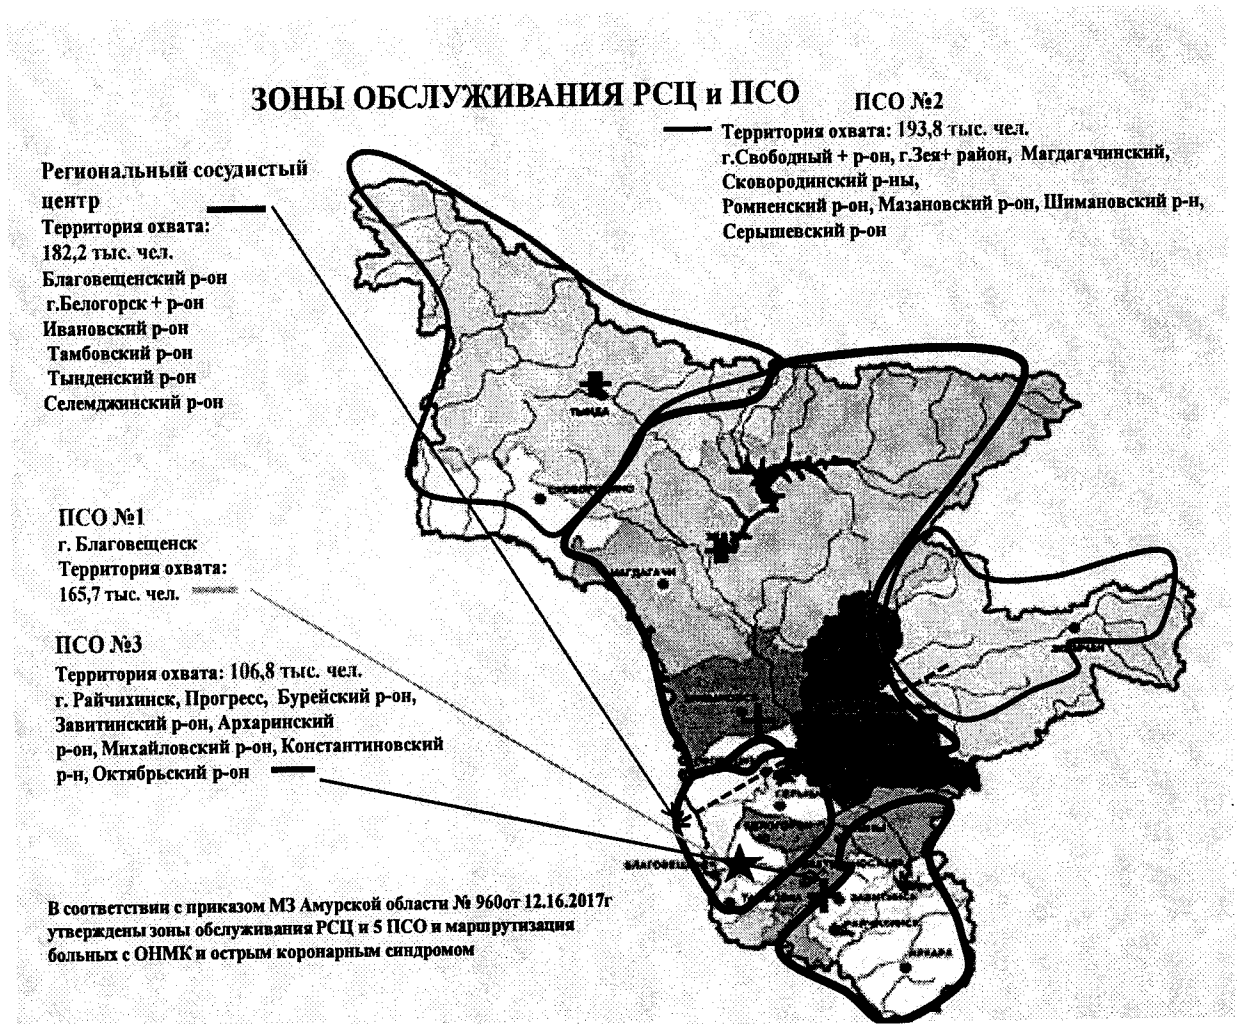 ЗОНЫ ОБСЛУЖИВАНИЯ РСЦ и ПСО
ПСО №2
Территория охвата: 193,8 тыс. чел.
г.Свободный + р-он, г.Зея+ район, Магдагачинский,
Сковородинский р-ны,
Ромненский р-он, Мазановский р-он, Шимановский р-н,
Серышевский р-он
Региональный сосудистый
центр
Территория охвата:
182,2 тыс. чел.
Благовещенский р-он
г.Белогорск + р-он
Ивановский р-он
Тамбовский р-он
Тынденский р-он
Селемджинский р-он
ПСО №1
г. Благовещенск
Территория охвата:
165,7 тыс. чел.
ПСО №3
Территория охвата: 106,8 тыс. чел.
г. Райчихинск, Прогресс, Бурейский р-он,
Завитинский р-он, Архаринский
р-он, Михайловский р-он, Константиновский
р-н, Октябрьский р-он
В соответствии с приказом МЗ Амурской области № 960от 12.16.2017г
утверждены зоны обслуживания РСЦ и 5 ПСО и маршрутизация
больных с ОНМК и острым коронарным синдромом
ТЫНДА
СКОВОРОДИНО
МАГДАГАЧИ
АРХАРА